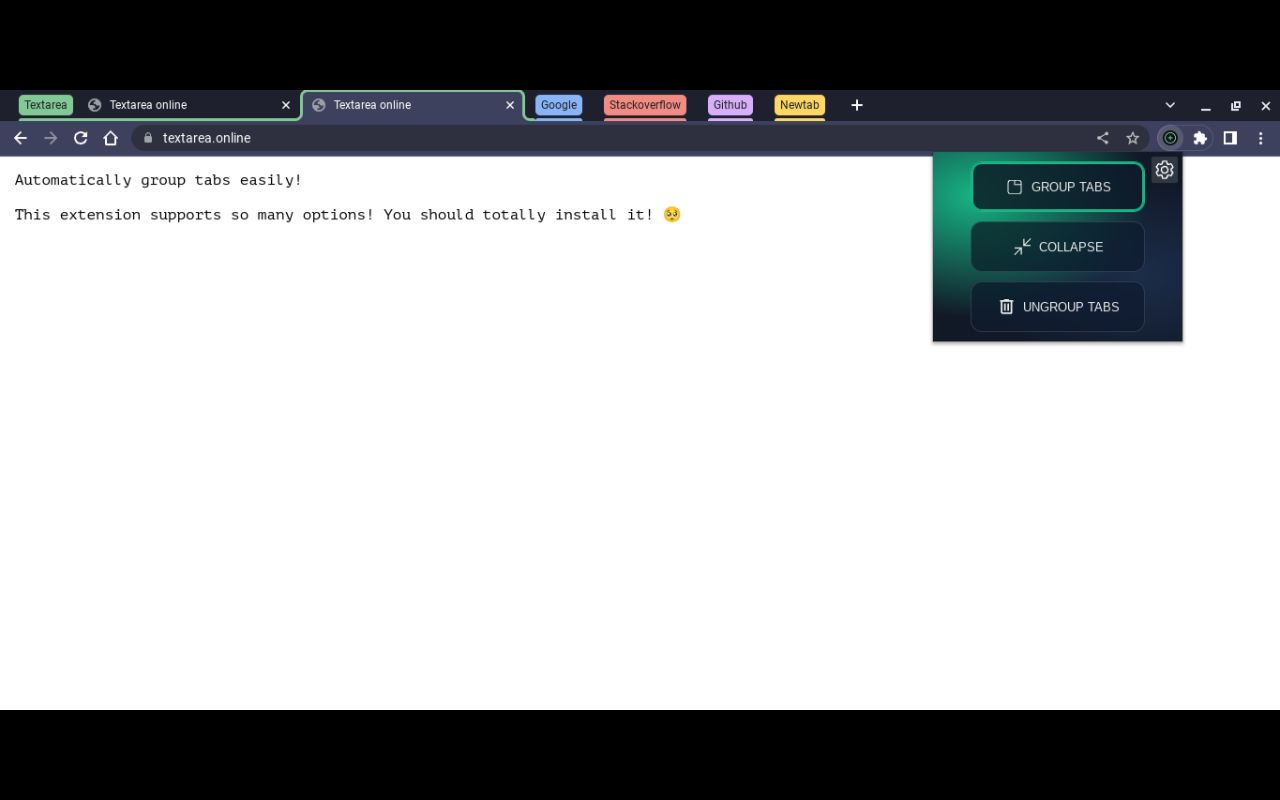 Textarea
Textarea online
Textarea online
Google
Stackoverflow
Github
Newtab
textarea.online
Automatically group tabs easily!
This extension supports so many options! You should totally install it! 🥺
GROUP TABS
COLLAPSE
UNGROUP TABS